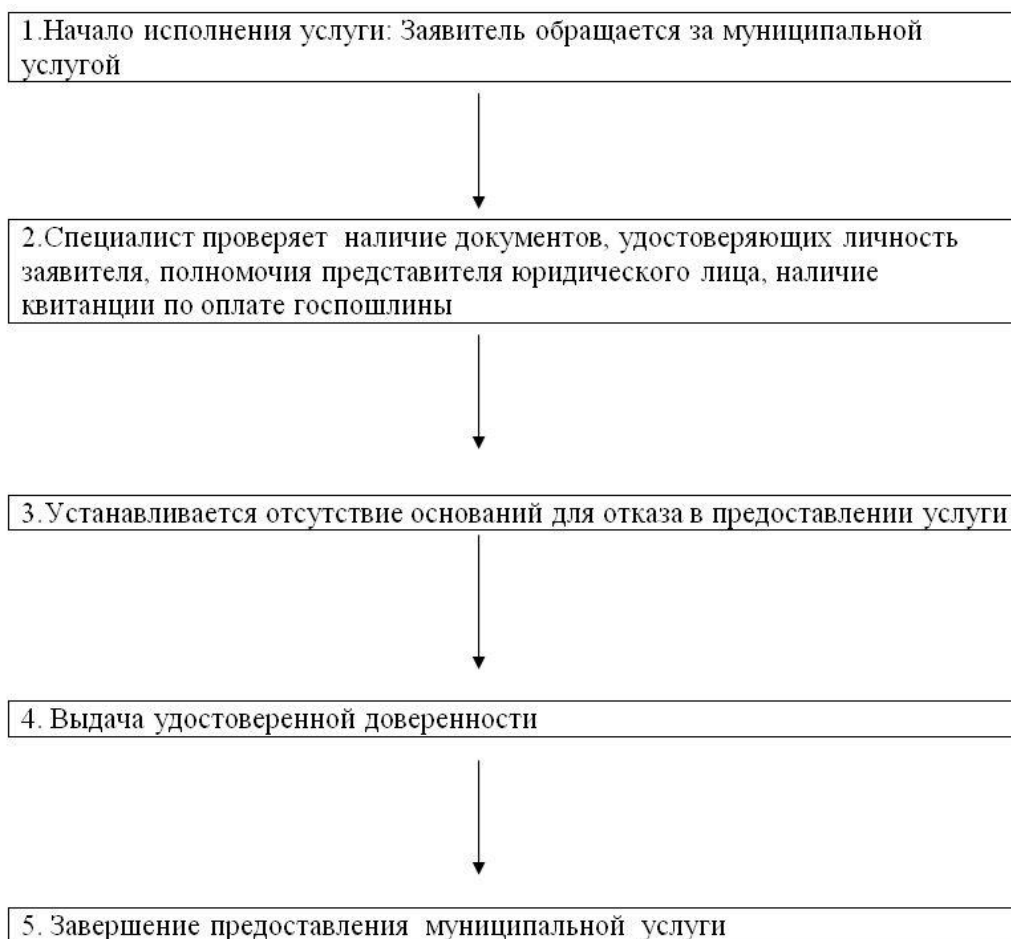 1.Начало исполнения услуги: Заявитель обращается за муниципальной
услугой
2.Специалист проверяет наличие документов, удостоверяющих личность
заявителя, полномочия представителя юридического лица, наличие
квитанции по оплате госпошлины
3.Устанавливается отсутствие оснований для отказа в предоставлении услуги
4. Выдача удостоверенной доверенности
5. Завершение предоставления муниципальной услуги